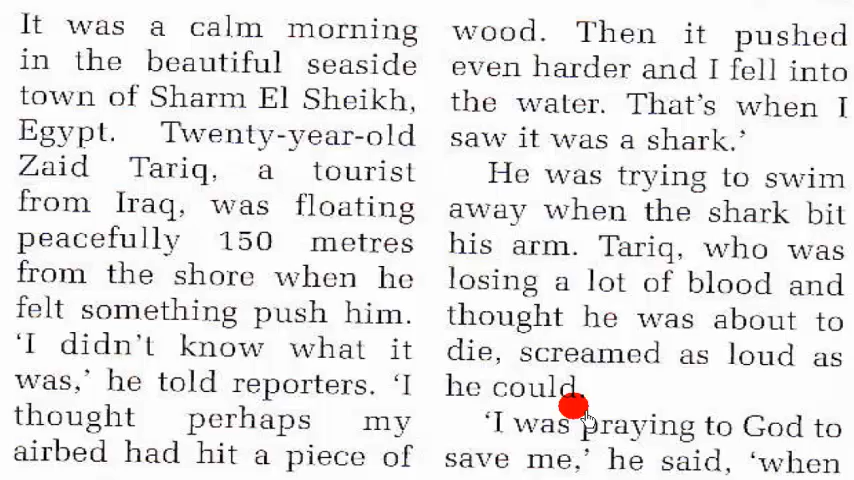 It was a calm morning
in the beautiful seaside
town of Sharm El Sheikh,
Egypt. Twenty-year-old
Zaid Tariq, a tourist
from Iraq, was floating
peacefully 150 metres
from the shore when he
felt something push him.
‘I didn’t know what it
was,’ he told reporters. ‘I
thought perhaps my
airbed had hit a piece of
wood. Then it pushed
even harder and I fell into
the water. That’s when I
saw it was a shark.’
He was trying to swim
away when the shark bit
his arm. Tariq, who was
losing a lot of blood and
thought he was about to
die, screamed as loud as
he could.
‘I was praying to God to
save me,’ he said, ‘when